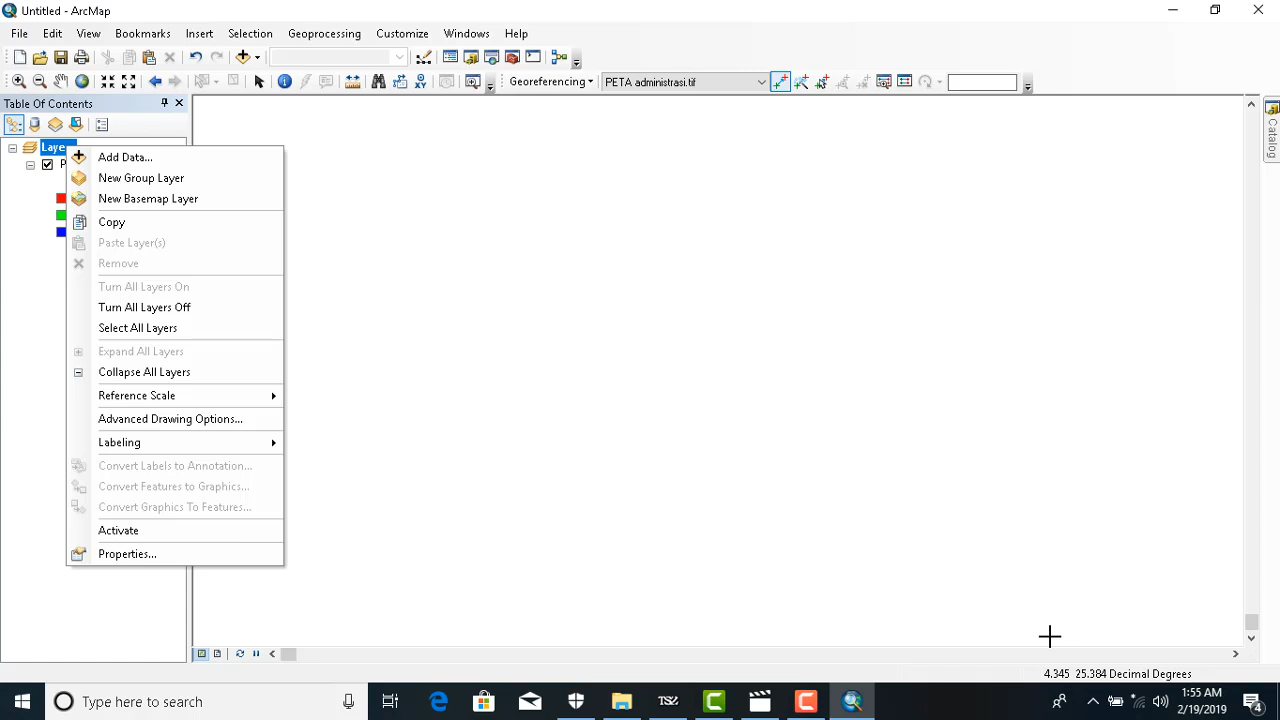 Untitled - ArcMap
File Edit View Bookmarks Insert Selection Geoprocessing Customize Windows Help
Georeferencing PETA administrasi.tif
Table Of Contents
Catalog
Laye
P
Add Data...
New Group Layer
New Basemap Layer
Copy
Paste Layer(s)
Remove
Turn All Layers On
Turn All Layers Off
Select All Layers
Expand All Layers
Collapse All Layers
Reference Scale
Advanced Drawing Options...
Labeling
Convert Labels to Annotation...
Convert Features to Graphics...
Convert Graphics To Features...
Activate
Properties...
4.345 25.384 Decimal Degrees
Type here to search
TS2
1:55 AM
2/19/2019
4